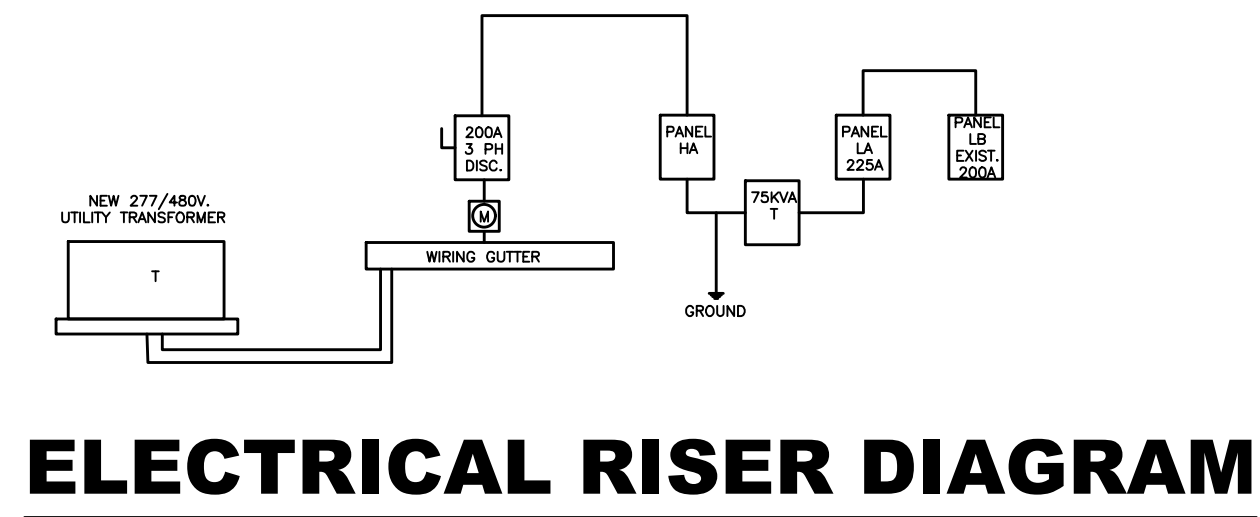 NEW 277/480V.
UTILITY TRANSFORMER
T
WIRING GUTTER
M
200A
3 PH
DISC.
PANEL
HA
GROUND
75KVA
T
PANEL
LA
225A
PANEL
LB
EXIST.
200A
ELECTRICAL RISER DIAGRAM